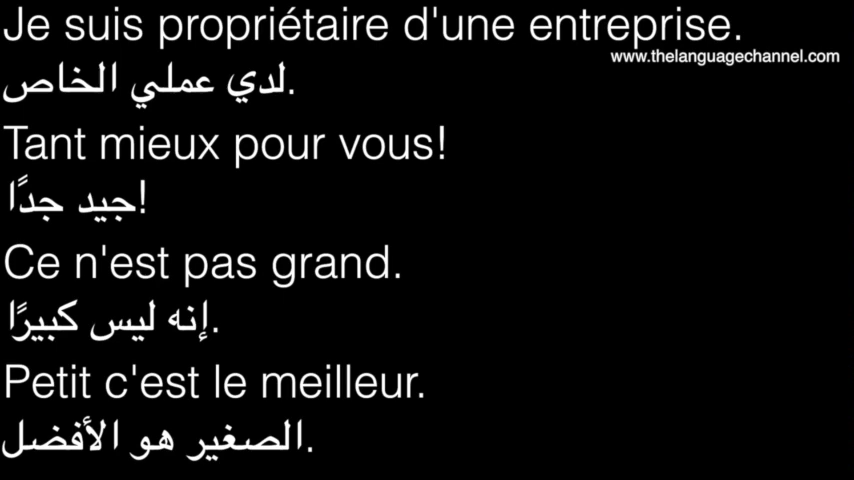 Je suis propriétaire d'une entreprise.
www.thelanguagechannel.com
لدي عملي الخاص.
Tant mieux pour vous!
جيد جدًا!
Ce n'est pas grand.
إنه ليس كبيرًا.
Petit c'est le meilleur.
الصغير هو الأفضل.